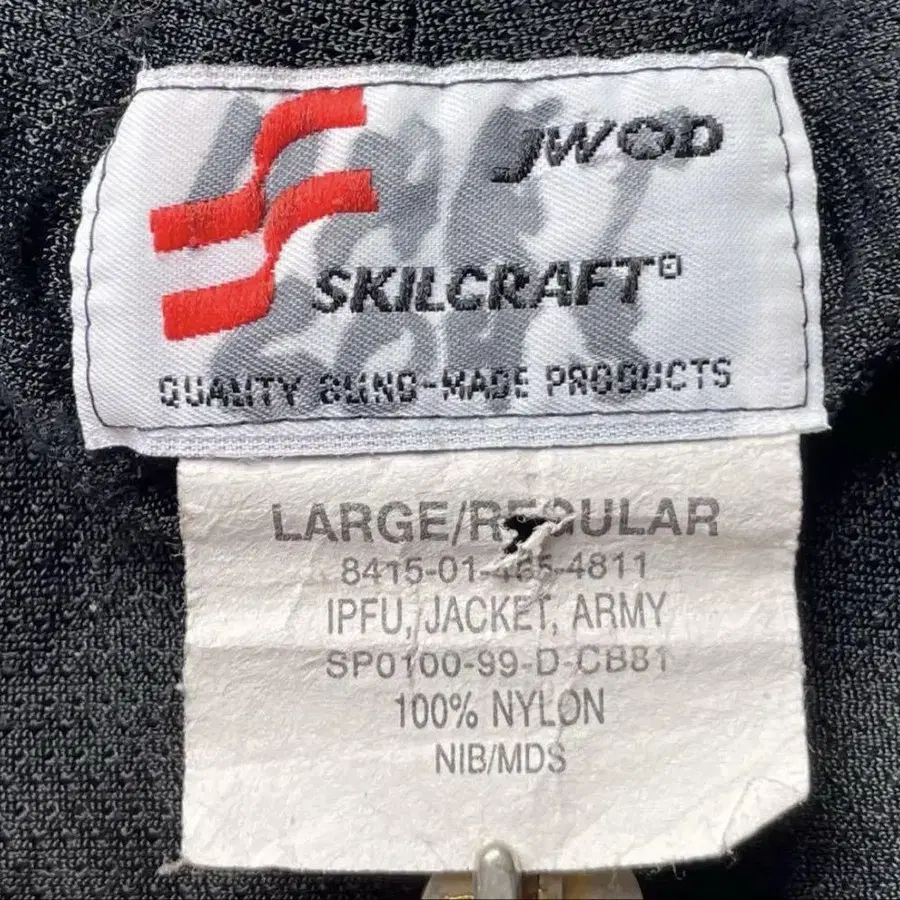 JWOD
SKILCRAFT®
QUALITY BLIND-MADE PRODUCTS
LARGE/REGULAR
8415-01-465-4811
IPFU, JACKET, ARMY
SP0100-99-D-CB81
100% NYLON
NIB/MDS